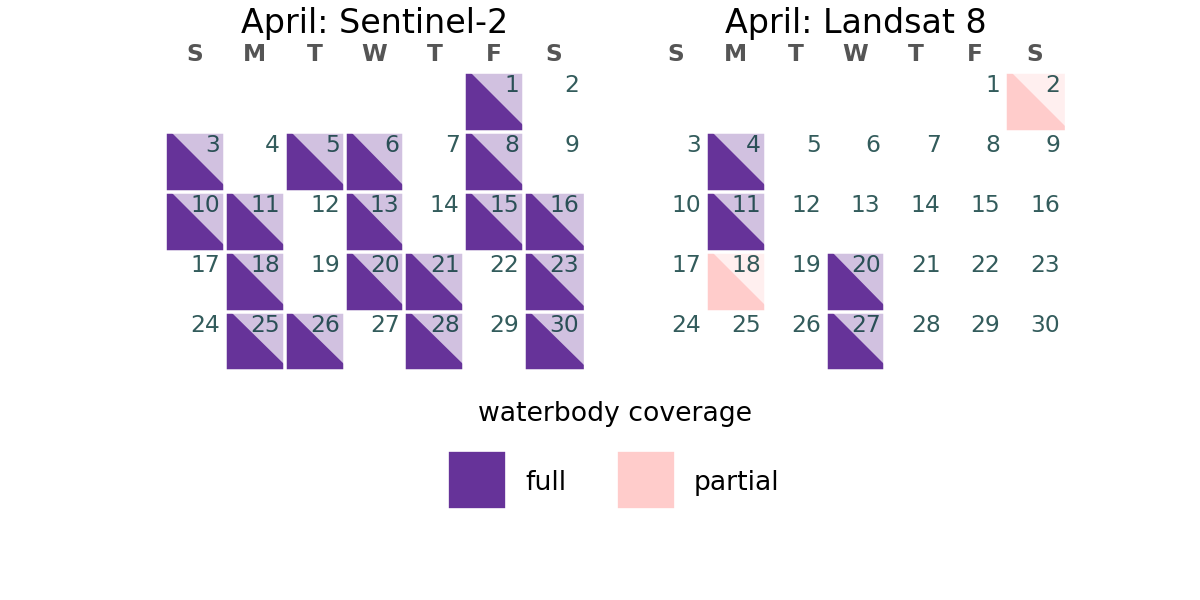 April: Sentinel-2
S M T W T F S
1 2
3 4 5 6 7 8 9
10 11 12 13 14 15 16
17 18 19 20 21 22 23
24 25 26 27 28 29 30
April: Landsat 8
S M T W T F S
1 2
3 4 5 6 7 8 9
10 11 12 13 14 15 16
17 18 19 20 21 22 23
24 25 26 27 28 29 30
waterbody coverage
full
partial